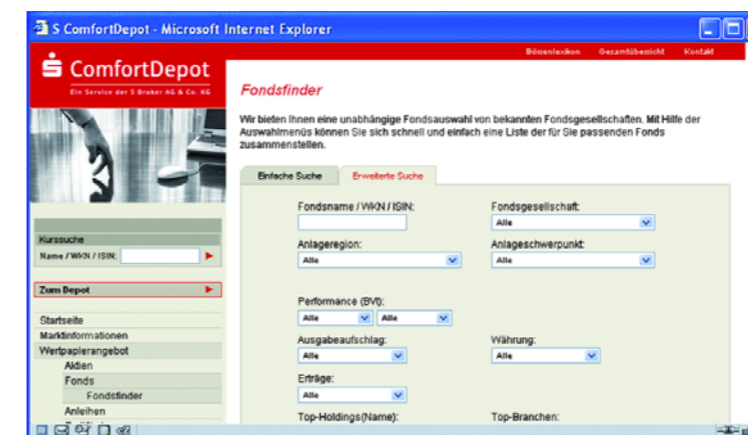 S ComfortDepot - Microsoft Internet Explorer
Börsenlexikon Gesamtübersicht Kontakt
ComfortDepot
Ein Service der S Broker AG & Co. KG
Fondsfinder
Wir bieten Ihnen eine unabhängige Fondsauswahl von bekannten Fondsgesellschaften. Mit Hilfe der
Auswahlmenüs können Sie sich schnell und einfach eine Liste der für Sie passenden Fonds
zusammenstellen.
Einfache Suche Erweiterte Suche
Kurssuche
Name / WKN / ISIN:
Zum Depot
Startseite
Marktinformationen
Wertpapierangebot
Aktien
Fonds
Fondsfinder
Anleihen
Fondsname / WKN / ISIN: Fondsgesellschaft:
Alle
Anlageregion: Anlageschwerpunkt:
Alle Alle
Performance (BVI):
Alle Alle
Ausgabeaufschlag: Währung:
Alle Alle
Erträge:
Alle
Top-Holdings(Name): Top-Branchen: